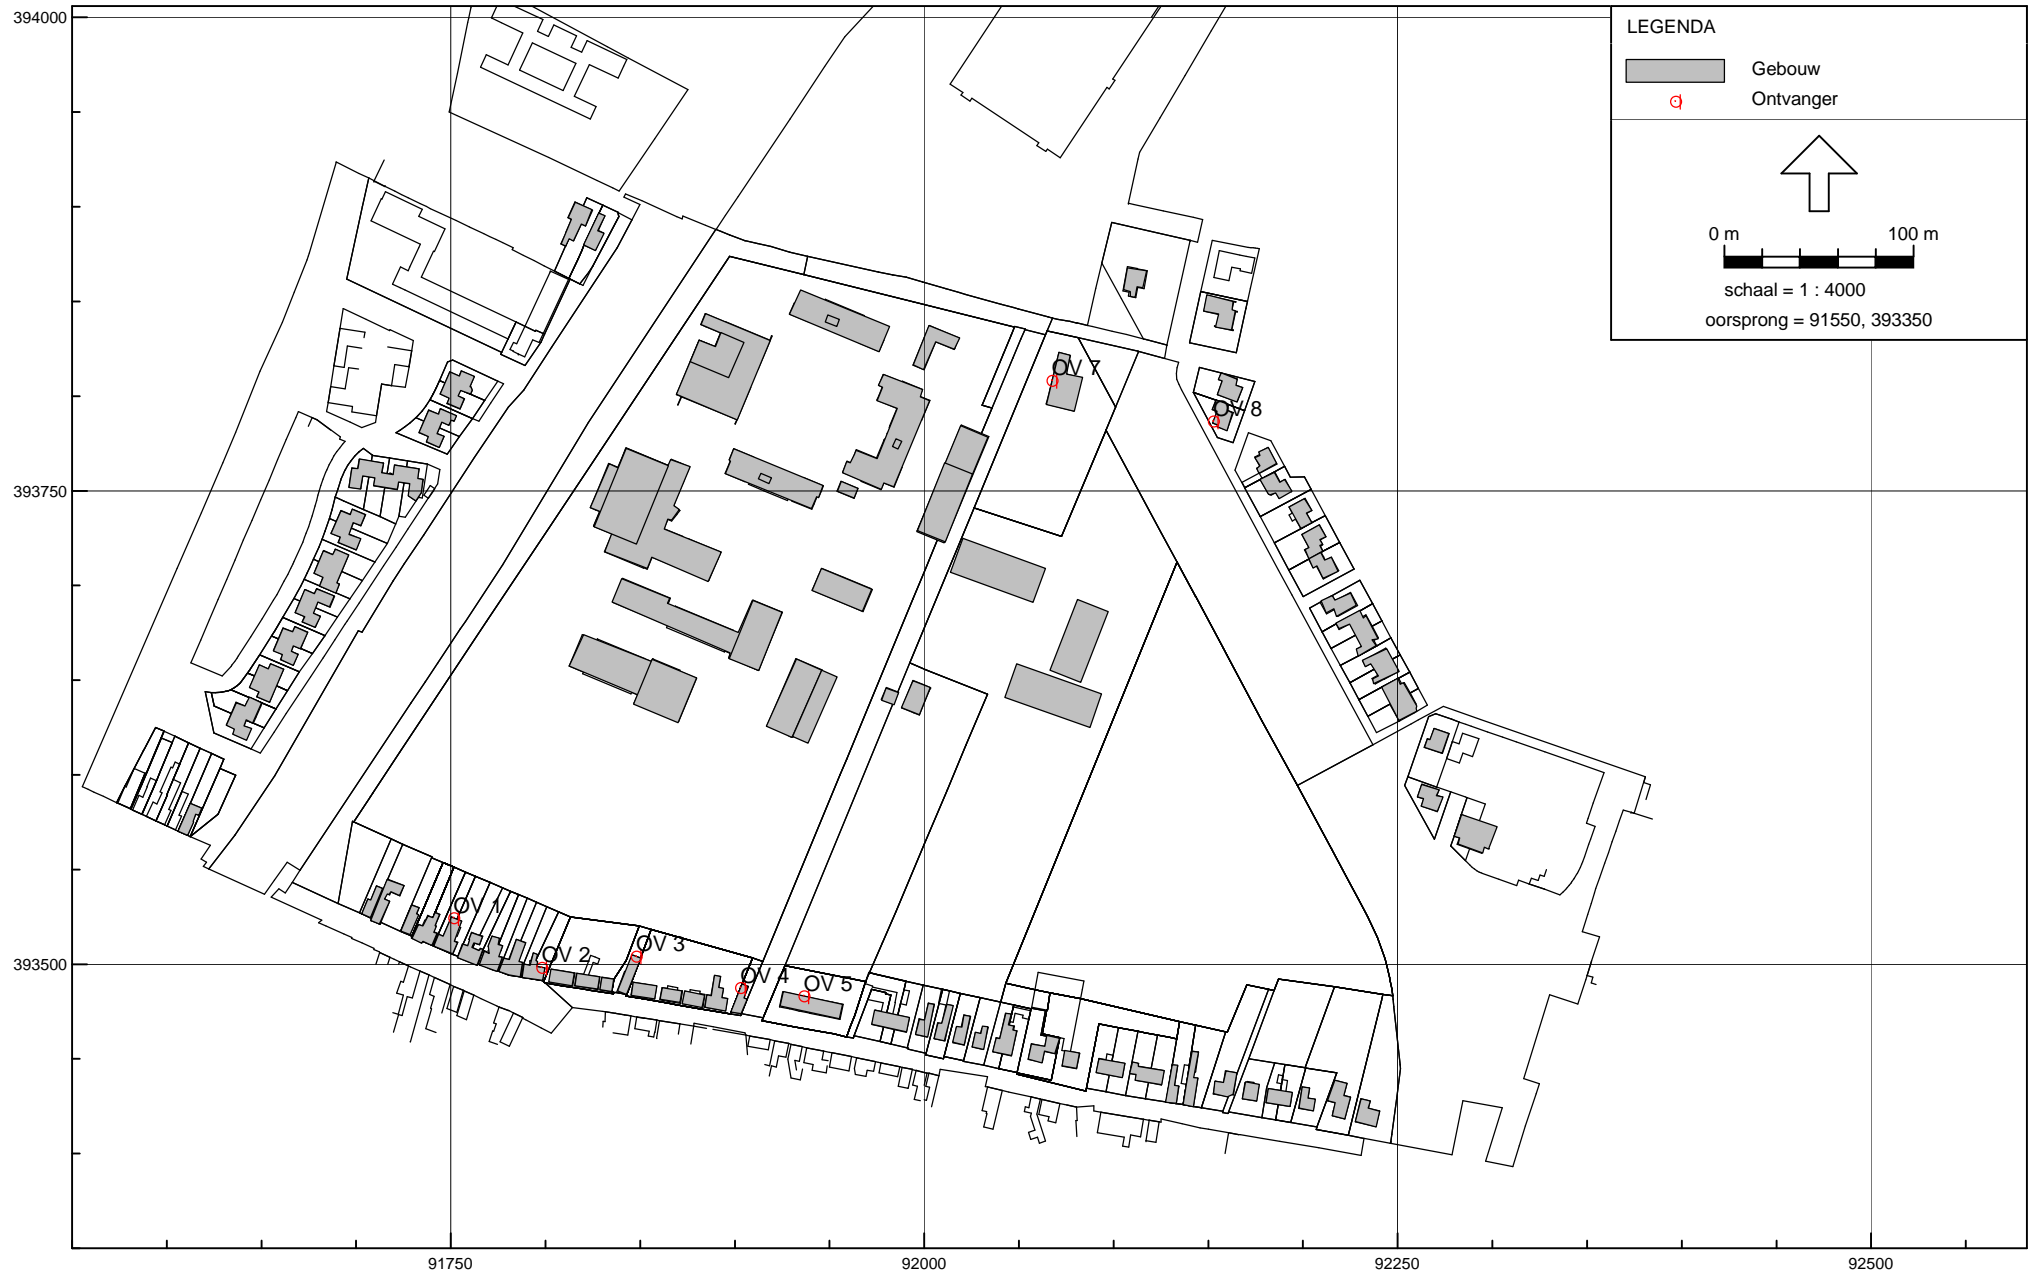 394000
LEGENDA
Gebouw
Ontvanger
0 m 100 m
schaal = 1 : 4000
oorsprong = 91550, 393350
OV 7
OV 8
393750
OV 1
OV 2
OV 3
393500
OV 4
OV 5
91750 92000 92250 92500